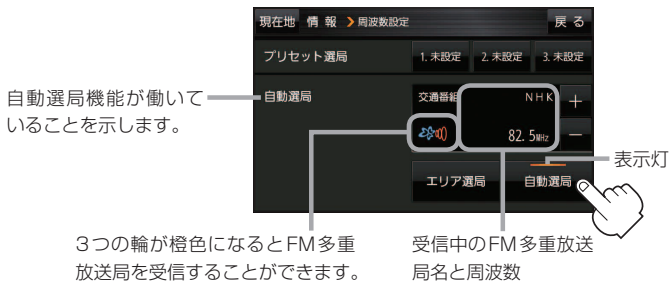 現在地 情 報 > 周波数設定 戻 る
プリセット選局 1. 未設定 2. 未設定 3. 未設定
自動選局 交通番組 NHK +
82. 5MHz −
エリア選局 自動選局
自動選局機能が働いて
いることを示します。
表示灯
3つの輪が橙色になるとFM多重
放送局を受信することができます。
受信中のFM多重放送
局名と周波数